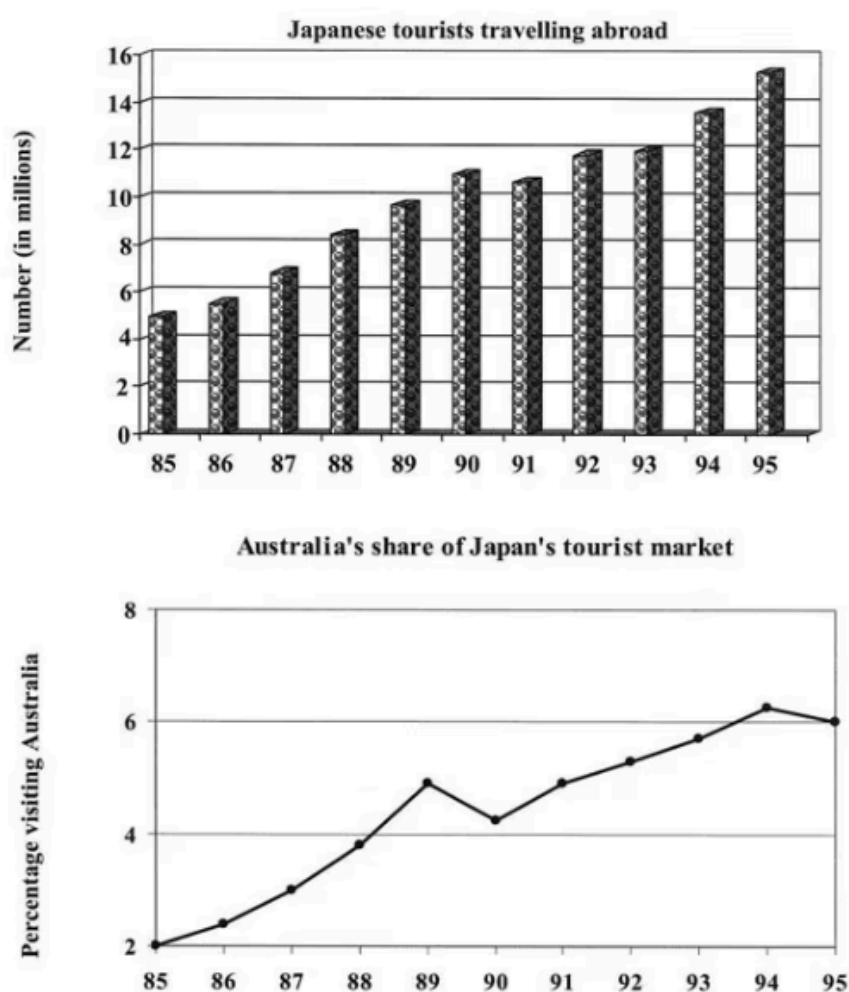 Japanese tourists travelling abroad
Number (in millions)
16
14
12
10
8
6
4
2
0
85 86 87 88 89 90 91 92 93 94 95
Australia's share of Japan's tourist market
Percentage visiting Australia
8
6
4
2
85 86 87 88 89 90 91 92 93 94 95